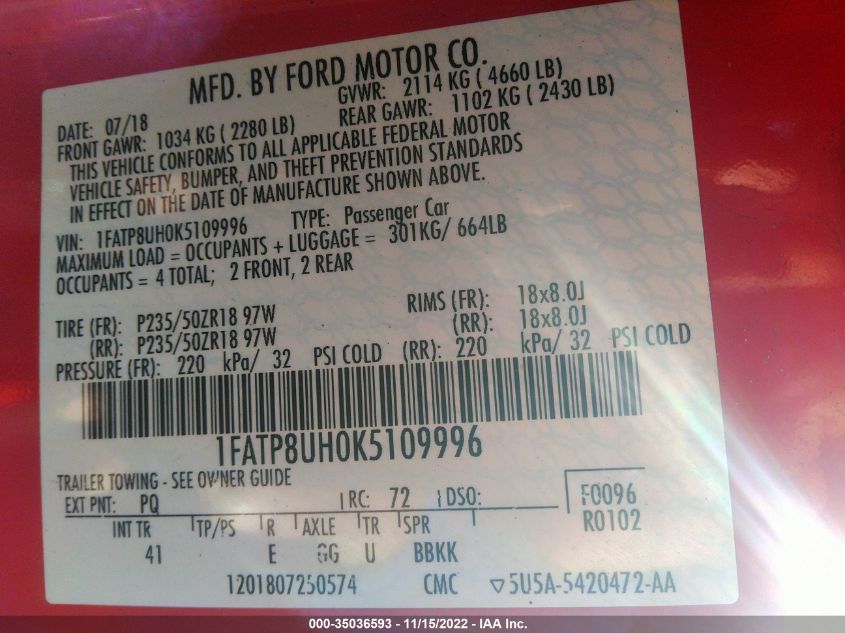 MFD. BY FORD MOTOR CO.
DATE: 07/18 GVWR: 2114 KG ( 4660 LB)
FRONT GAWR: 1034 KG ( 2280 LB) REAR GAWR: 1102 KG ( 2430 LB)
THIS VEHICLE CONFORMS TO ALL APPLICABLE FEDERAL MOTOR
VEHICLE SAFETY, BUMPER, AND THEFT PREVENTION STANDARDS
IN EFFECT ON THE DATE OF MANUFACTURE SHOWN ABOVE.
VIN: 1FATP8UH0K5109996 TYPE: Passenger Car
MAXIMUM LOAD = OCCUPANTS + LUGGAGE = 301KG/ 664LB
OCCUPANTS = 4 TOTAL; 2 FRONT, 2 REAR
TIRE (FR): P235/50ZR18 97W RIMS (FR): 18x8.0J
(RR): P235/50ZR18 97W (RR): 18x8.0J
PRESSURE (FR): 220 kPa/ 32 PSI COLD (RR): 220 kPa/ 32 PSI COLD
1FATP8UH0K5109996
TRAILER TOWING - SEE OWNER GUIDE
EXT PNT: PQ RC: 72 DSO: F0096
R0102
INT TR TP/PS R AXLE TR SPR
41 E GG U BBKK
1201807250574 CMC ▽5U5A-5420472-AA
000-35036593 - 11/15/2022 - IAA Inc.